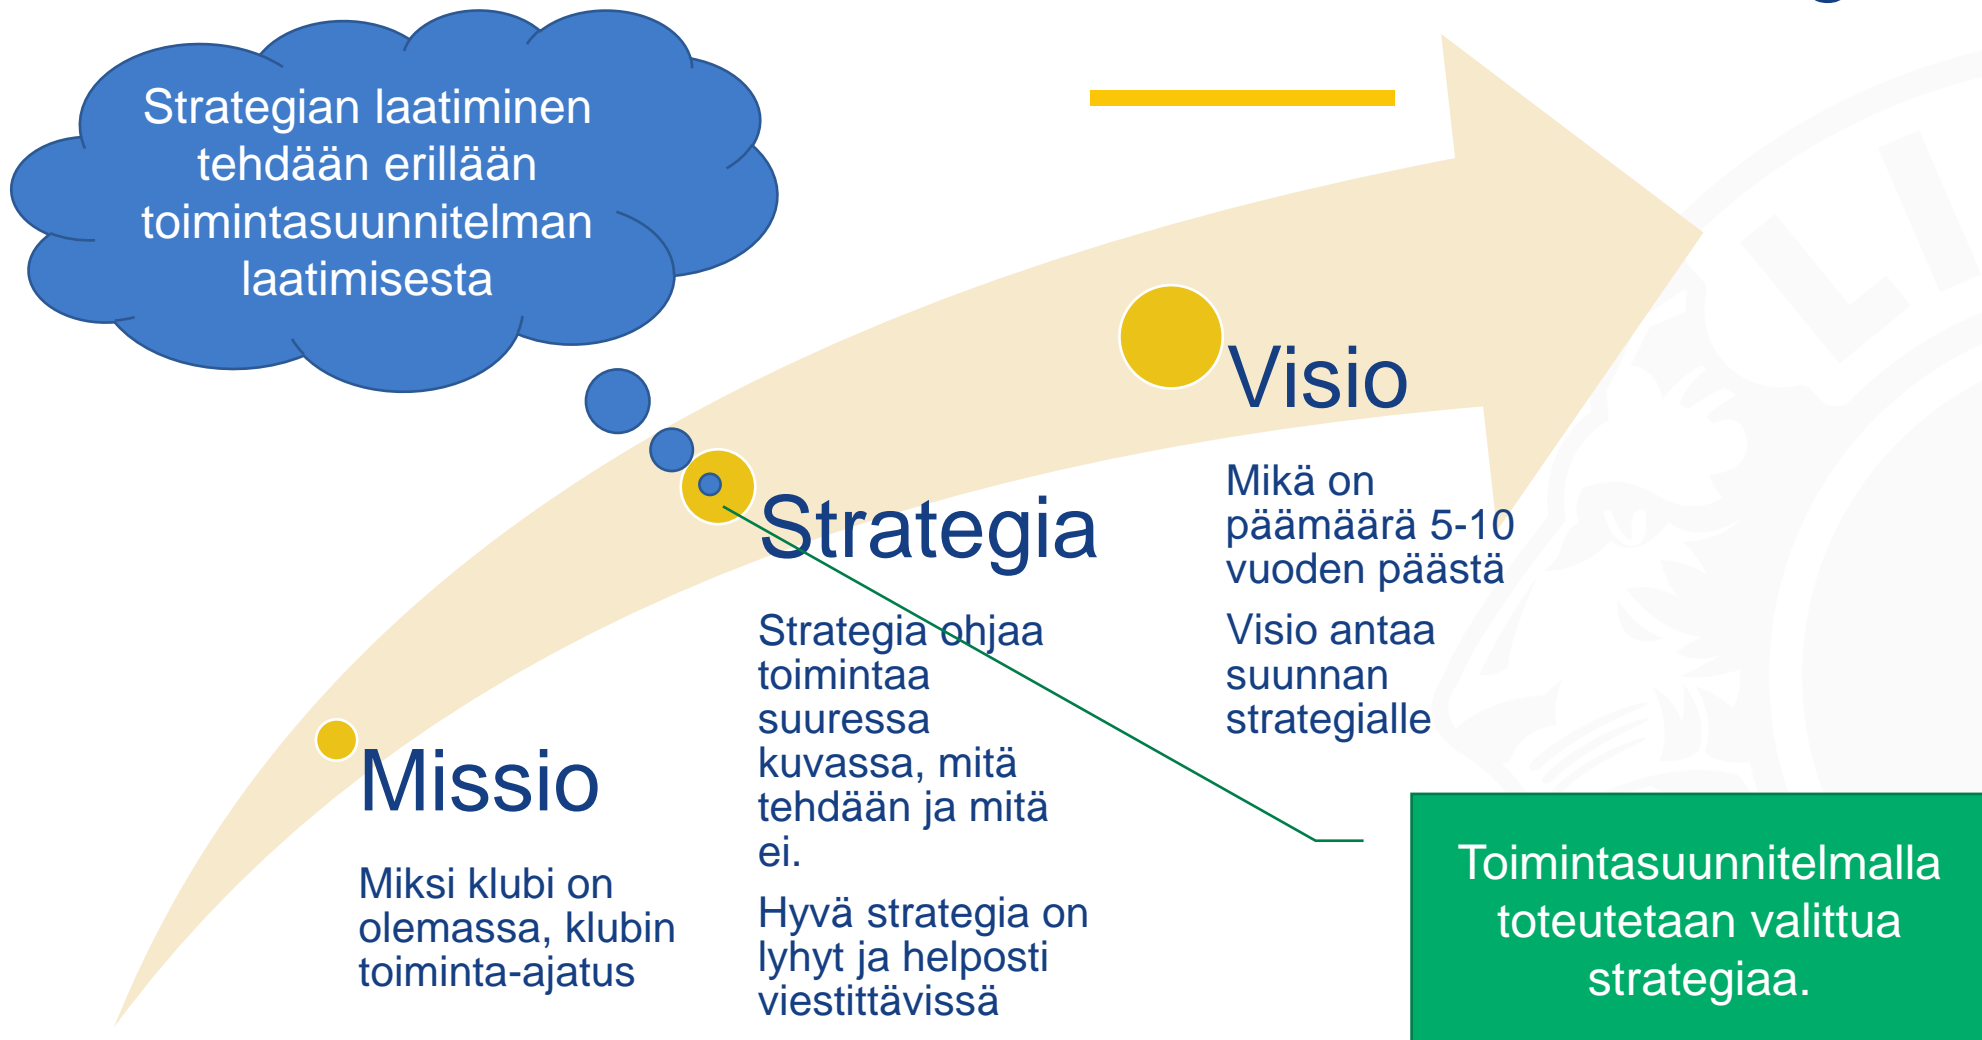 Strategian laatiminen
tehdään erillään
toimintasuunnitelman
laatimisesta
Missio
Miksi klubi on
olemassa, klubin
toiminta-ajatus
Strategia
Strategia ohjaa
toimintaa
suuressa
kuvassa, mitä
tehdään ja mitä
ei.
Hyvä strategia on
lyhyt ja helposti
viestittävissä
Visio
Mikä on
päämäärä 5-10
vuoden päästä
Visio antaa
suunnan
strategialle
Toimintasuunnitelmalla
toteutetaan valittua
strategiaa.
LI